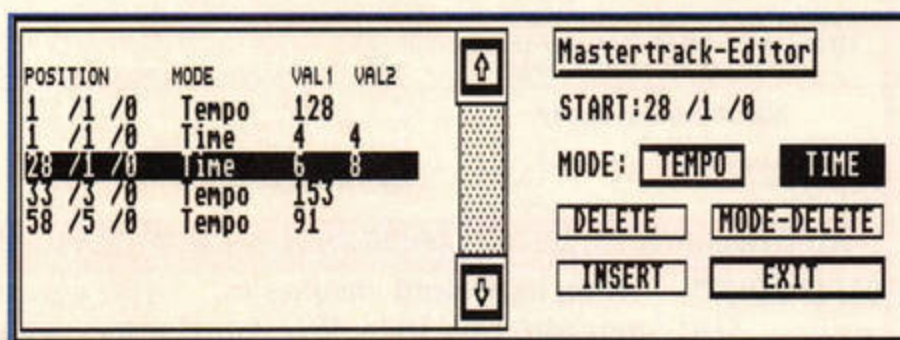 POSITION MODE VAL1 VAL2
1 /1 /0 Tempo 128
1 /1 /0 Time 4 4
28 /1 /0 Time 6 8
33 /3 /0 Tempo 153
58 /5 /0 Tempo 91
Mastertrack-Editor
START:28 /1 /0
MODE: TEMPO TIME
DELETE MODE-DELETE
INSERT EXIT